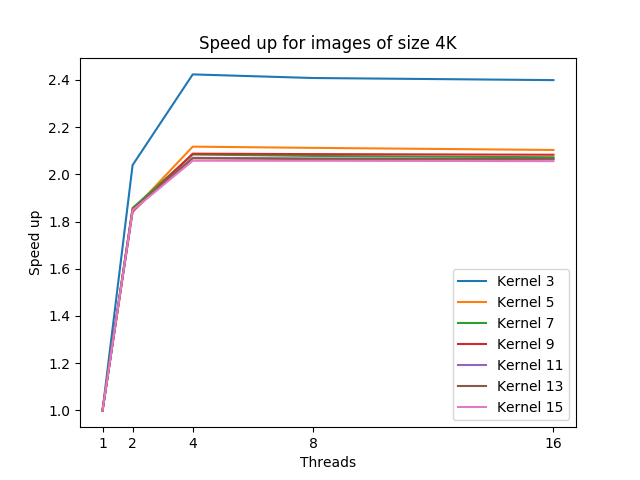 Speed up for images of size 4K
Speed up
2.4
2.2
2.0
1.8
1.6
1.4
1.2
1.0
Kernel 3
Kernel 5
Kernel 7
Kernel 9
Kernel 11
Kernel 13
Kernel 15
1 2 4 8 16
Threads